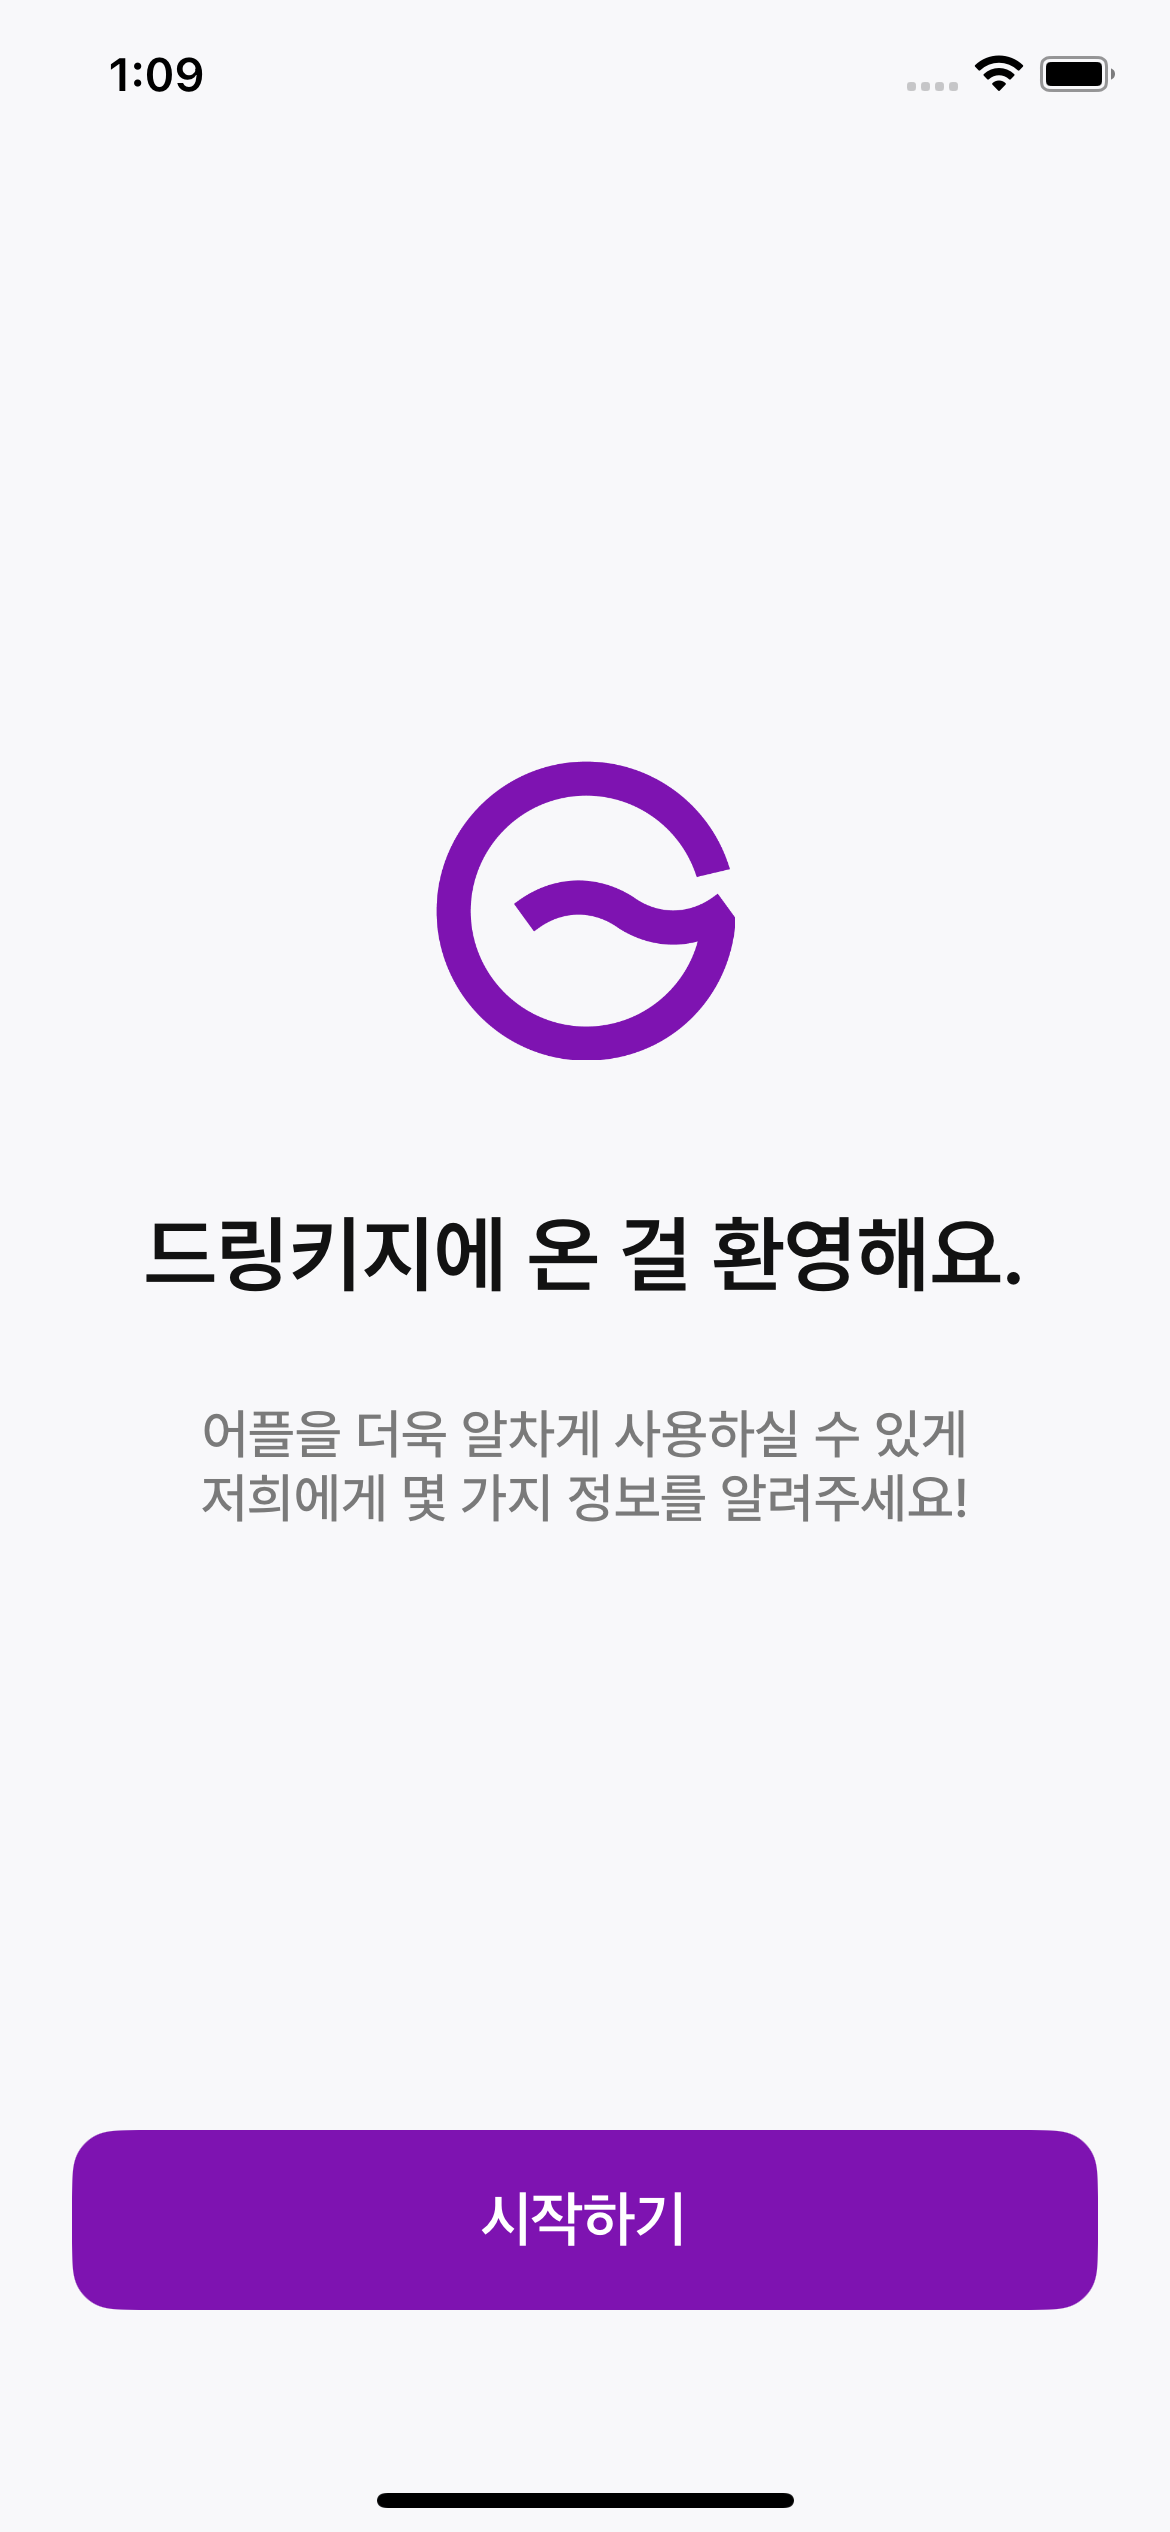 1:09
드링키지에 온 걸 환영해요.
어플을 더욱 알차게 사용하실 수 있게
저희에게 몇 가지 정보를 알려주세요!
시작하기